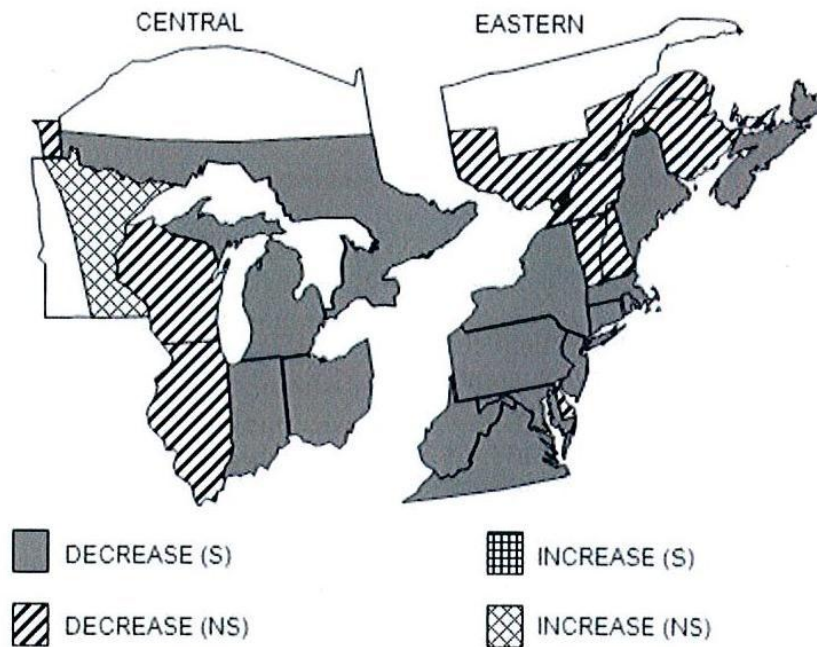 CENTRAL EASTERN
DECREASE (S) INCREASE (S)
DECREASE (NS) INCREASE (NS)